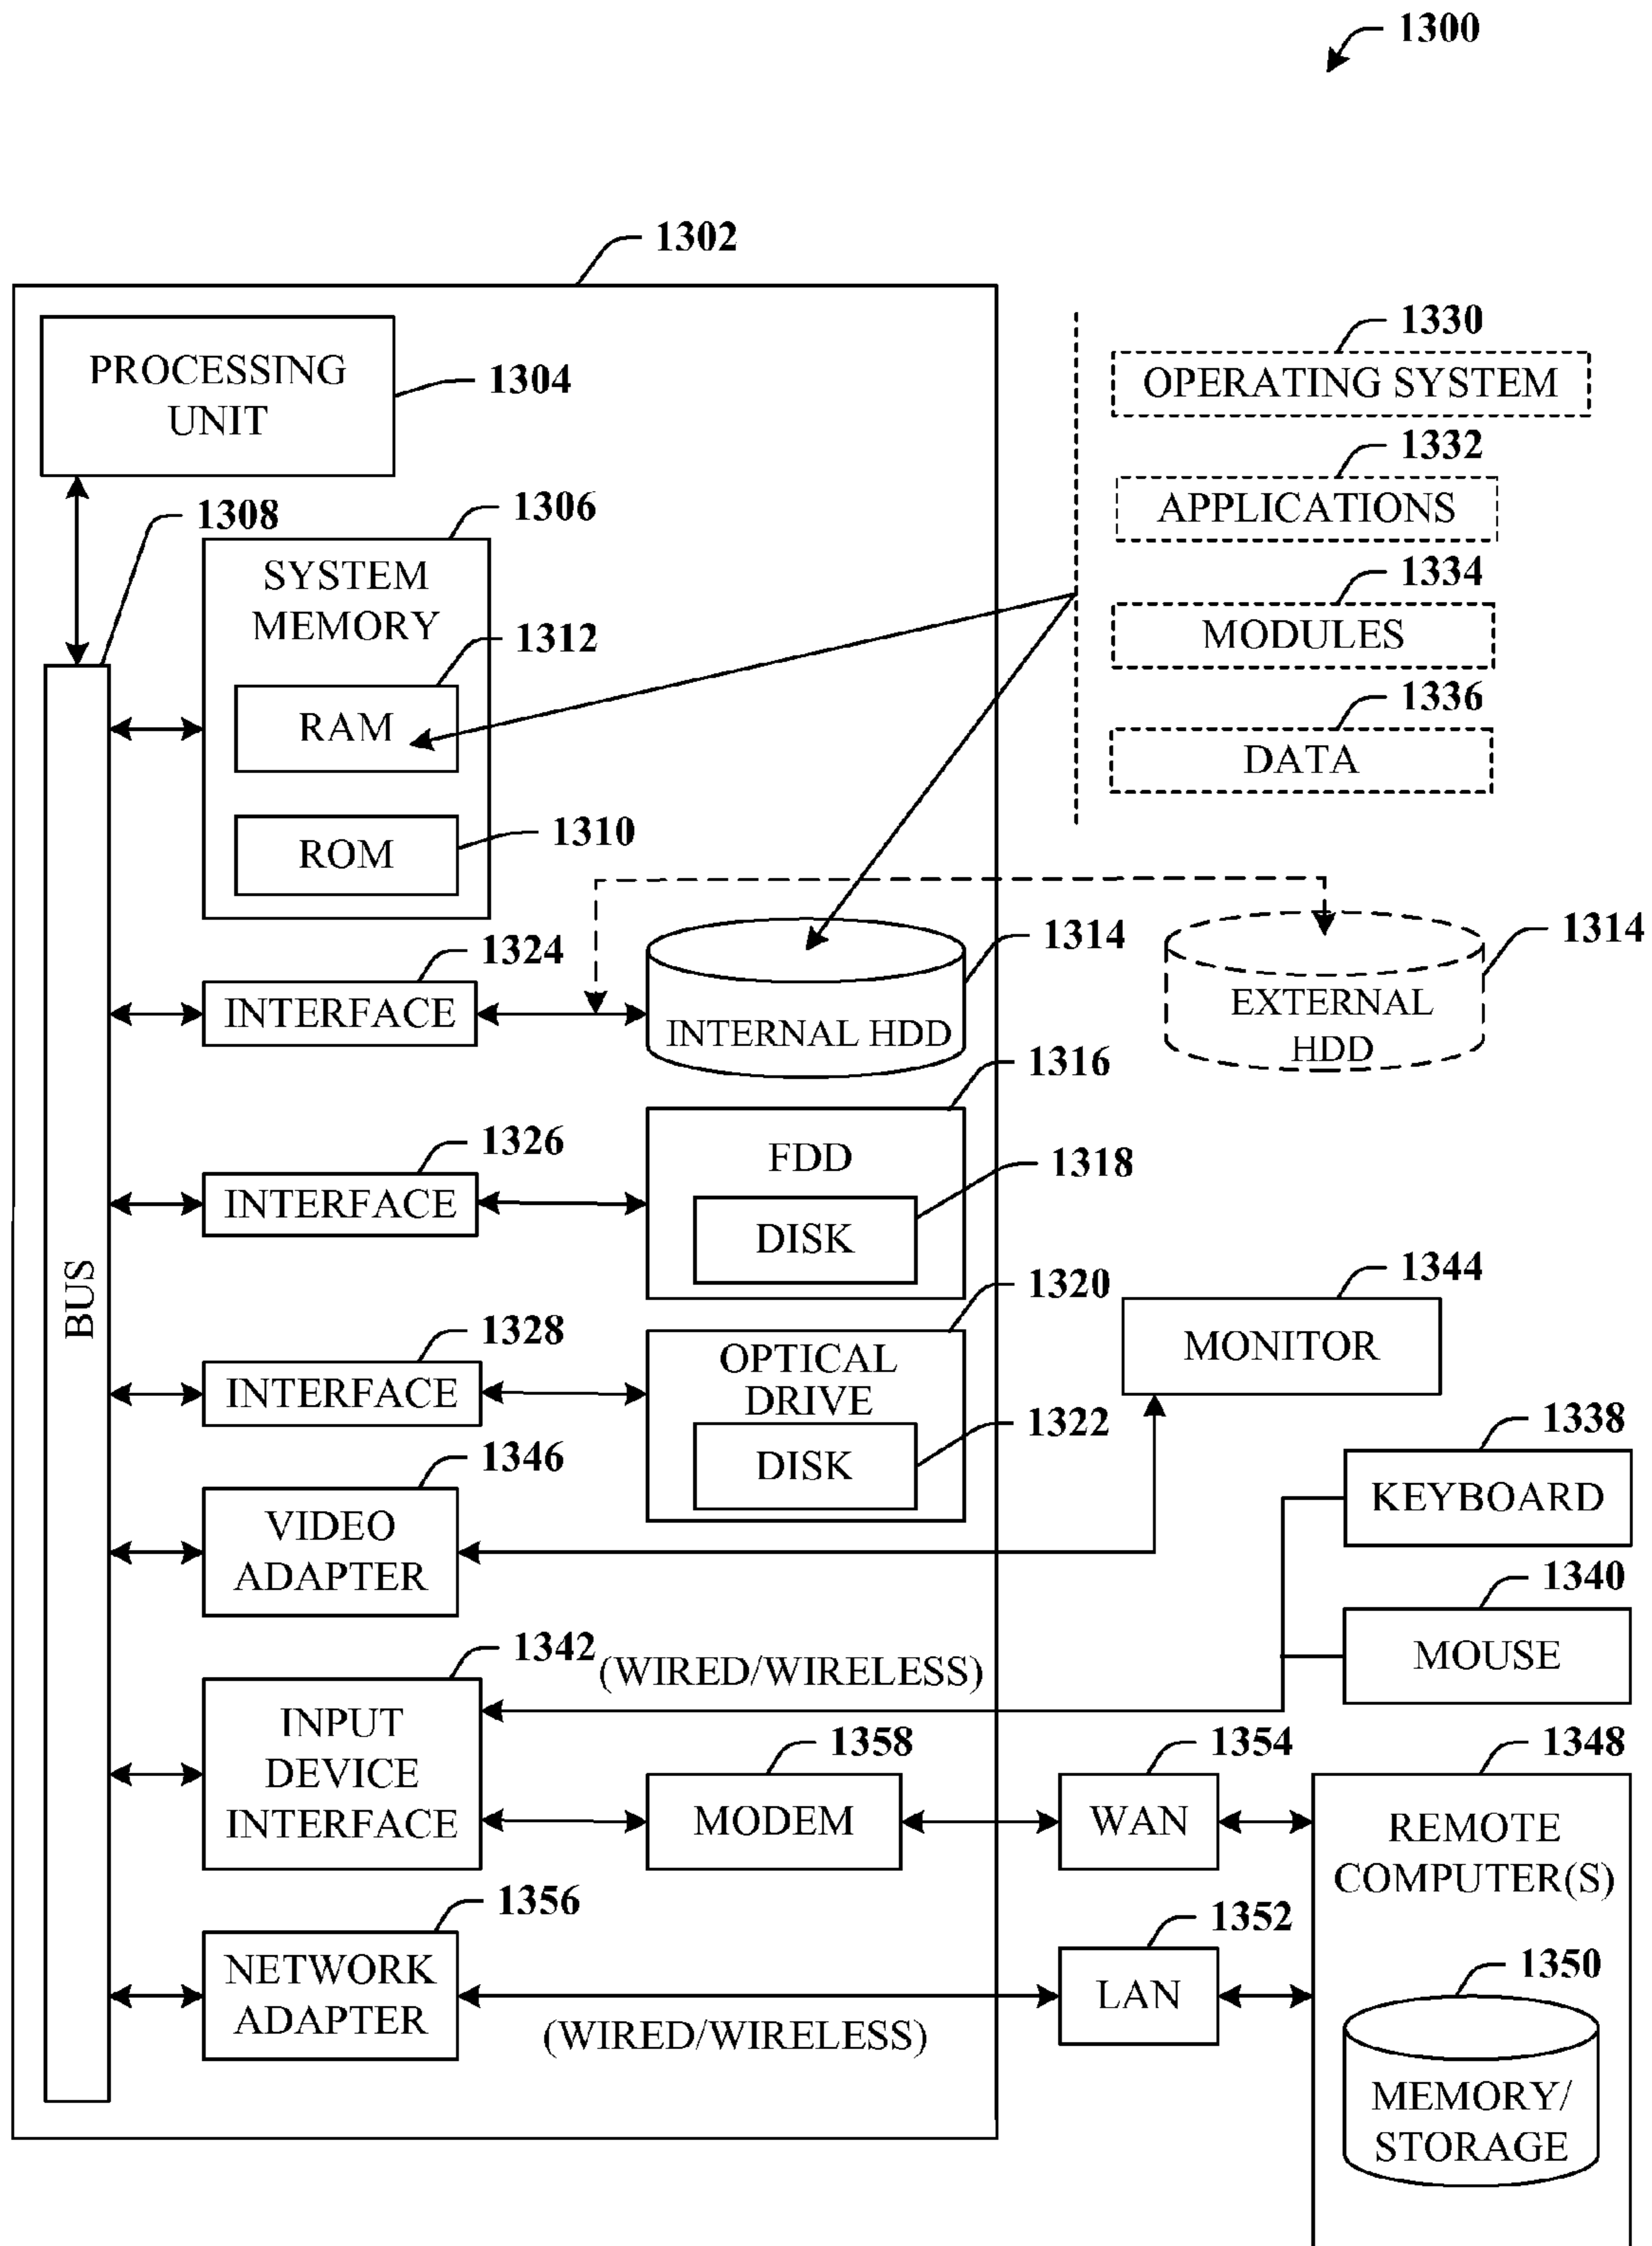 1300
1302
PROCESSING
UNIT
1304
1330
OPERATING SYSTEM
1332
APPLICATIONS
1334
MODULES
1336
DATA
1308
1306
SYSTEM
MEMORY
1312
RAM
1310
ROM
1324
INTERFACE
1314
INTERNAL HDD
1314
EXTERNAL
HDD
1326
INTERFACE
1316
FDD
1318
DISK
BUS
1328
INTERFACE
1320
OPTICAL
DRIVE
1322
DISK
1344
MONITOR
1346
VIDEO
ADAPTER
1338
KEYBOARD
1340
MOUSE
1342
(WIRED/WIRELESS)
INPUT
DEVICE
INTERFACE
1358
MODEM
1354
WAN
1348
REMOTE
COMPUTER(S)
1356
NETWORK
ADAPTER
(WIRED/WIRELESS)
1352
LAN
1350
MEMORY/
STORAGE